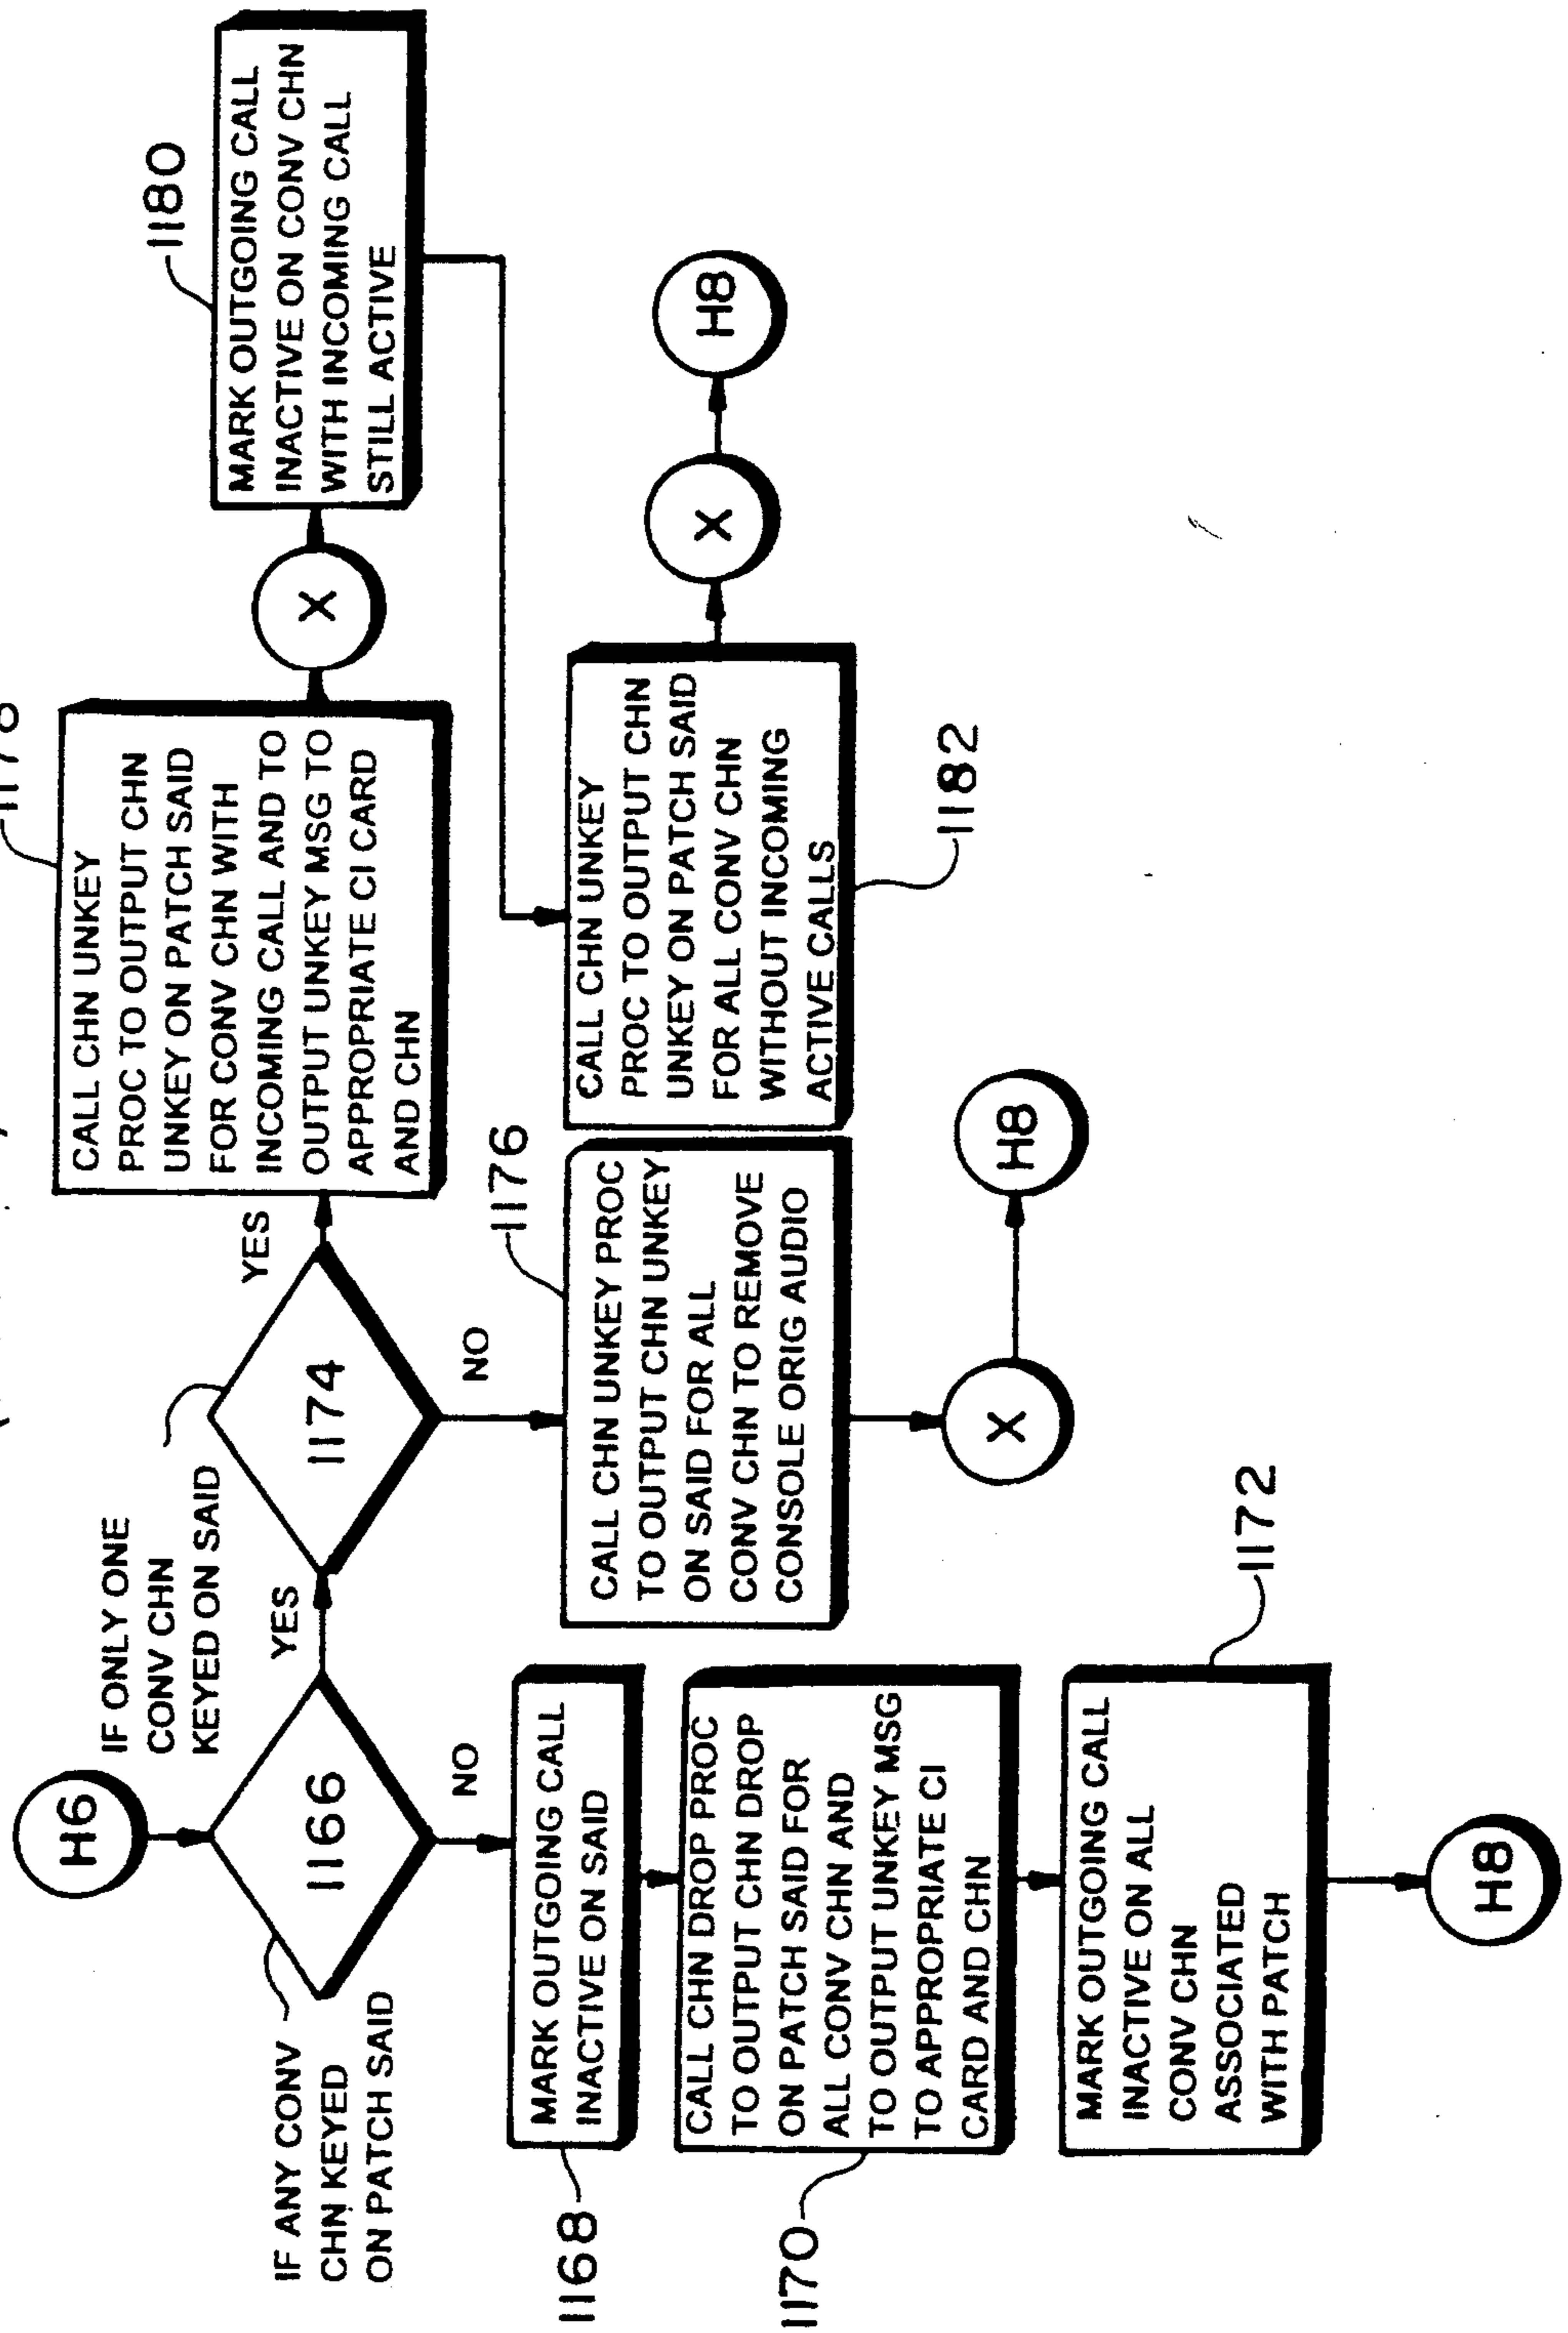 H6
IF ANY CONV
CHN KEYED
ON PATCH SAID
1166
YES
NO
IF ONLY ONE
CONV CHN
KEYED ON SAID
1174
YES
NO
CALL CHN UNKEY
PROC TO OUTPUT CHN
UNKEY ON PATCH SAID
FOR CONV CHN WITH
INCOMING CALL AND TO
OUTPUT UNKEY MSG TO
APPROPRIATE CI CARD
AND CHN
X
1180
MARK OUTGOING CALL
INACTIVE ON CONV CHN
WITH INCOMING CALL
STILL ACTIVE
1168
MARK OUTGOING CALL
INACTIVE ON SAID
1176
CALL CHN UNKEY PROC
TO OUTPUT CHN UNKEY
ON SAID FOR ALL
CONV CHN TO REMOVE
CONSOLE ORIG AUDIO
CALL CHN UNKEY
PROC TO OUTPUT CHN
UNKEY ON PATCH SAID
FOR ALL CONV CHN
WITHOUT INCOMING
ACTIVE CALLS
1182
X
H8
1170
CALL CHN DROP PROC
TO OUTPUT CHN DROP
ON PATCH SAID FOR
ALL CONV CHN AND
TO OUTPUT UNKEY MSG
TO APPROPRIATE CI
CARD AND CHN
X
H8
1172
MARK OUTGOING CALL
INACTIVE ON ALL
CONV CHN
ASSOCIATED
WITH PATCH
H8